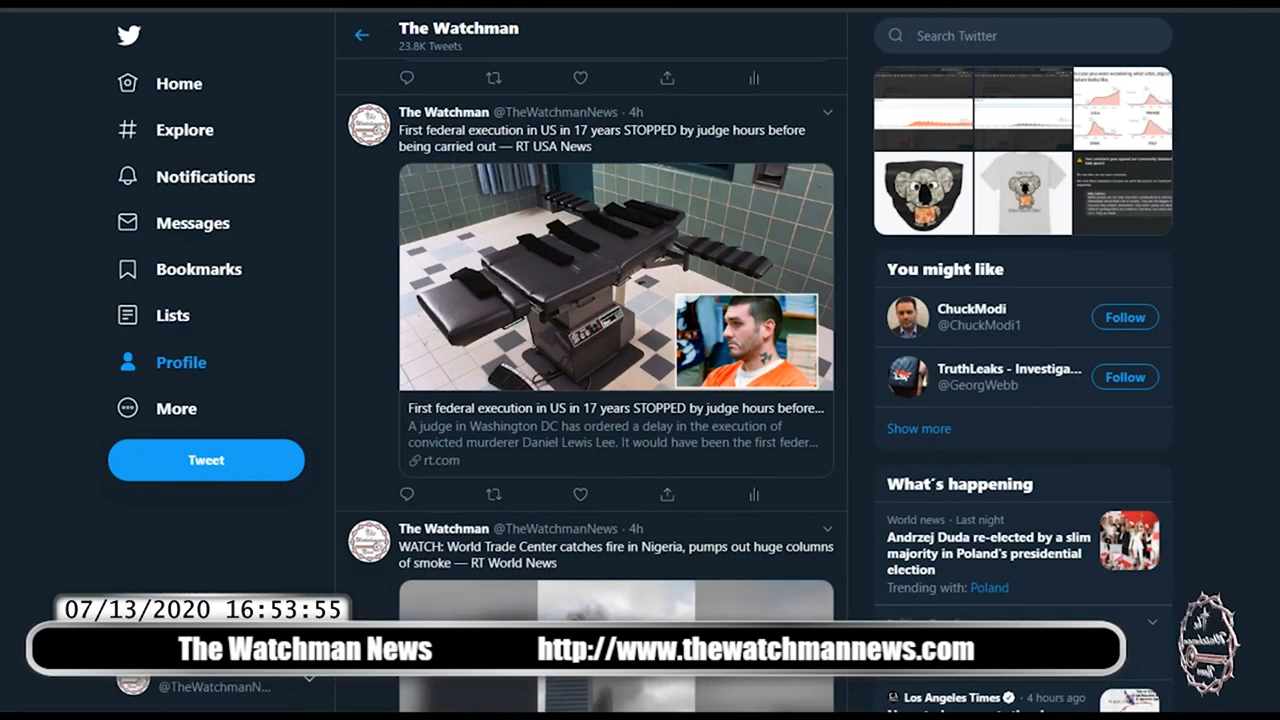 Home
Explore
Notifications
Messages
Bookmarks
Lists
Profile
More
Tweet
The Watchman
23.8K Tweets
The Watchman @TheWatchmanNews · 4h
First federal execution in US in 17 years STOPPED by judge hours before
being carried out — RT USA News
First federal execution in US in 17 years STOPPED by judge hours before...
A judge in Washington DC has ordered a delay in the execution of
convicted murderer Daniel Lewis Lee. It would have been the first feder...
rt.com
The Watchman @TheWatchmanNews · 4h
WATCH: World Trade Center catches fire in Nigeria, pumps out huge columns
of smoke — RT World News
Search Twitter
You might like
ChuckModi
@ChuckModi1
Follow
TruthLeaks - Investiga...
@GeorgWebb
Follow
Show more
What's happening
World news · Last night
Andrzej Duda re-elected by a slim
majority in Poland's presidential
election
Trending with: Poland
Los Angeles Times · 4 hours ago
07/13/2020 16:53:55
The Watchman News http://www.thewatchmannews.com
@TheWatchmanN...